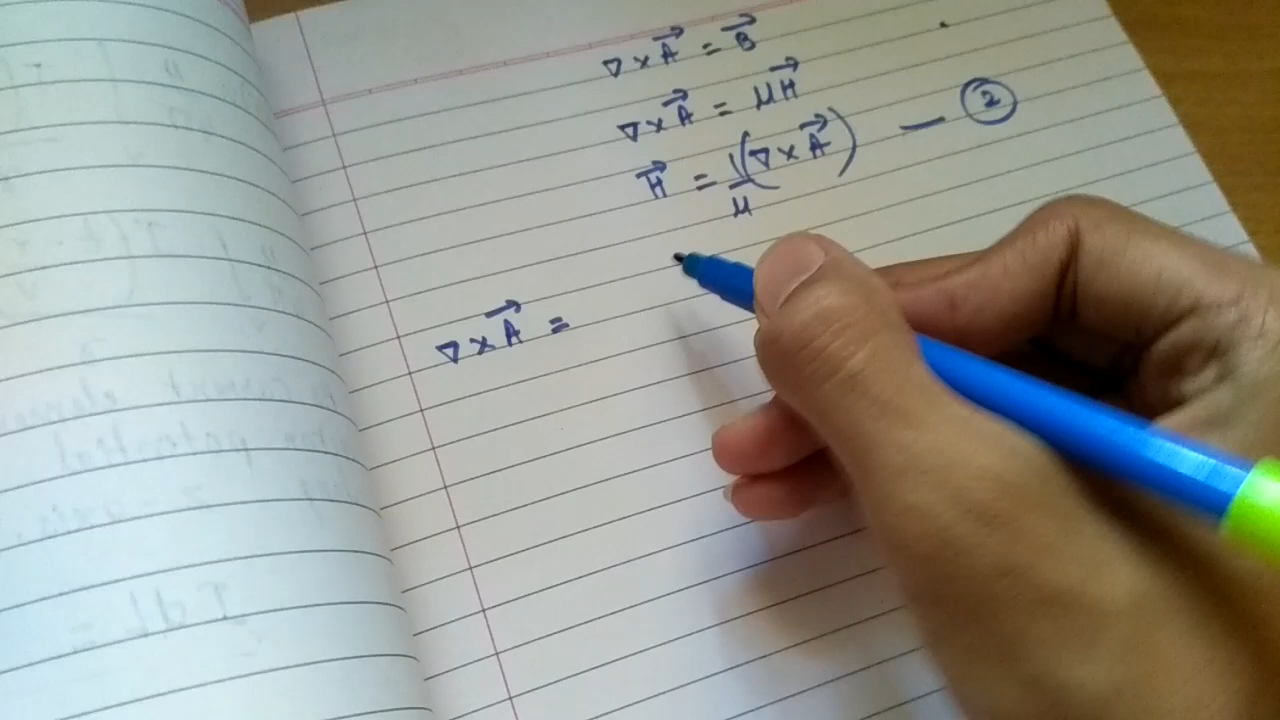 ∇ × A⃗ = B⃗
∇ × A⃗ = μH⃗
H⃗ = 1/μ (∇ × A⃗) — ②
∇ × A⃗ =